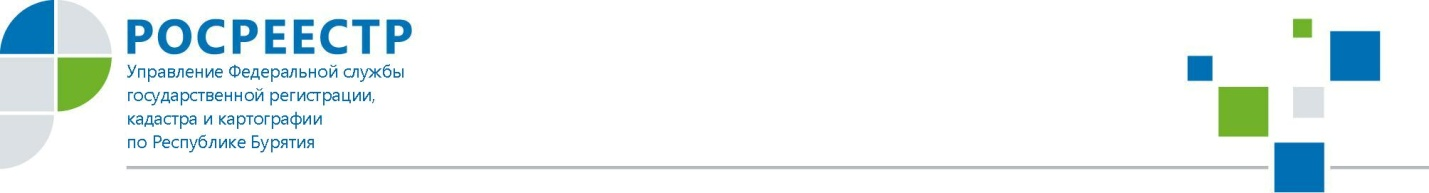 РОСРЕЕСТР
Управление Федеральной службы
государственной регистрации,
кадастра и картографии
по Республике Бурятия